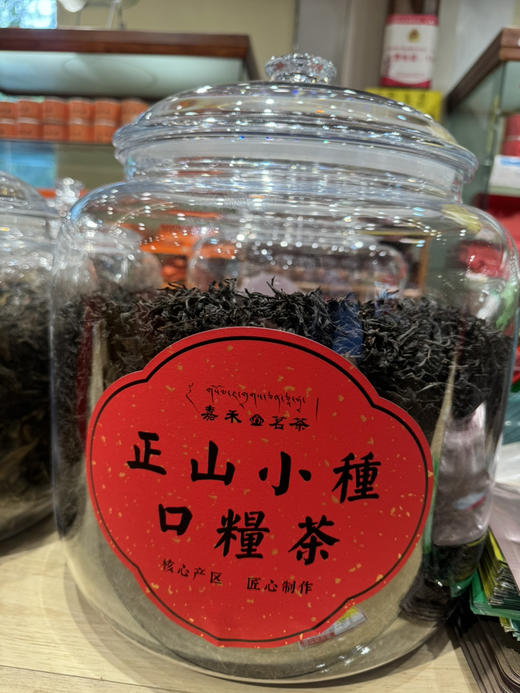 嘉禾壶茗茶
正山小種
口糧茶
核心产区 匠心制作